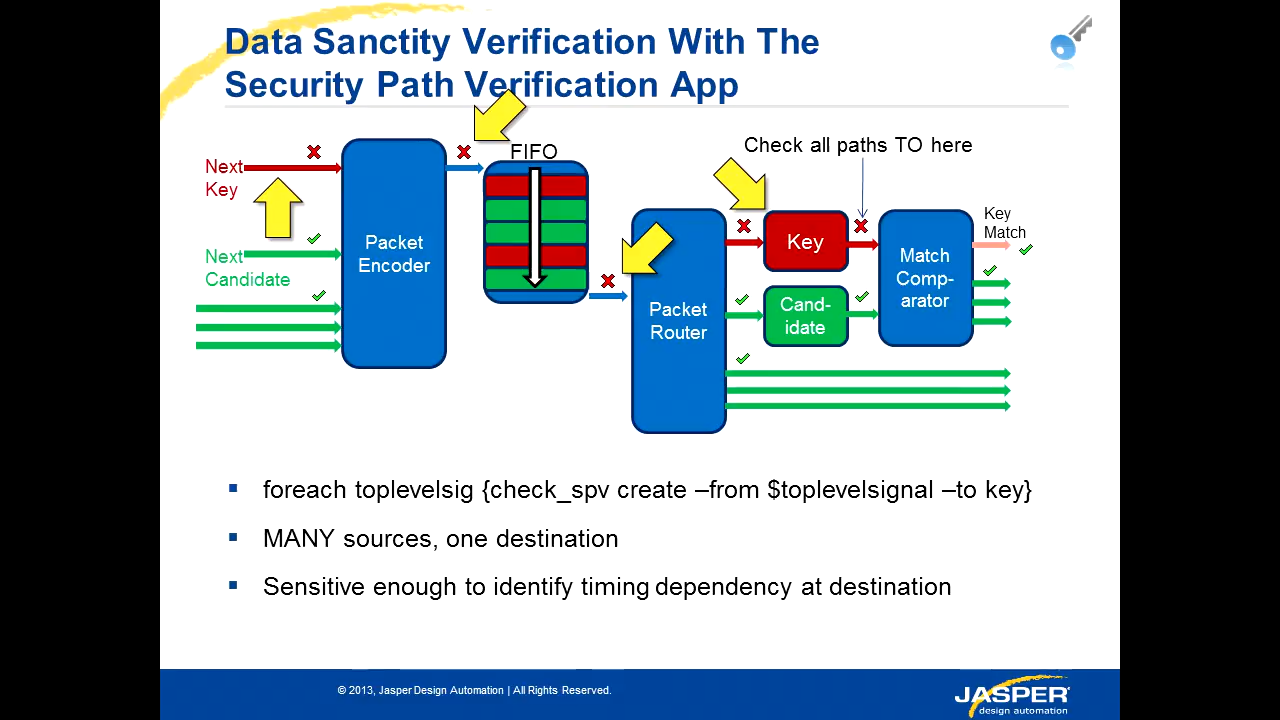 Data Sanctity Verification With The
Security Path Verification App
Next
Key
Next
Candidate
Packet
Encoder
FIFO
Packet
Router
Check all paths TO here
Key
Cand-
idate
Match
Comp-
arator
Key
Match
▪ foreach toplevelsig {check_spv create –from $toplevelsignal –to key}
▪ MANY sources, one destination
▪ Sensitive enough to identify timing dependency at destination
© 2013, Jasper Design Automation | All Rights Reserved.
JASPER
design automation